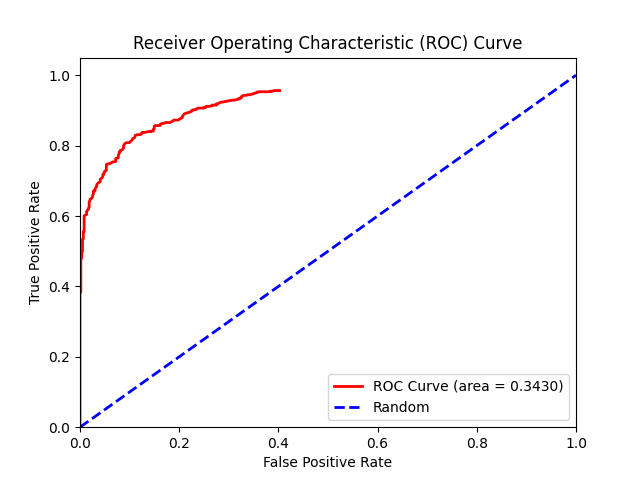 Receiver Operating Characteristic (ROC) Curve
1.0
0.8
0.6
0.4
0.2
0.0
True Positive Rate
ROC Curve (area = 0.3430)
Random
0.0 0.2 0.4 0.6 0.8 1.0
False Positive Rate